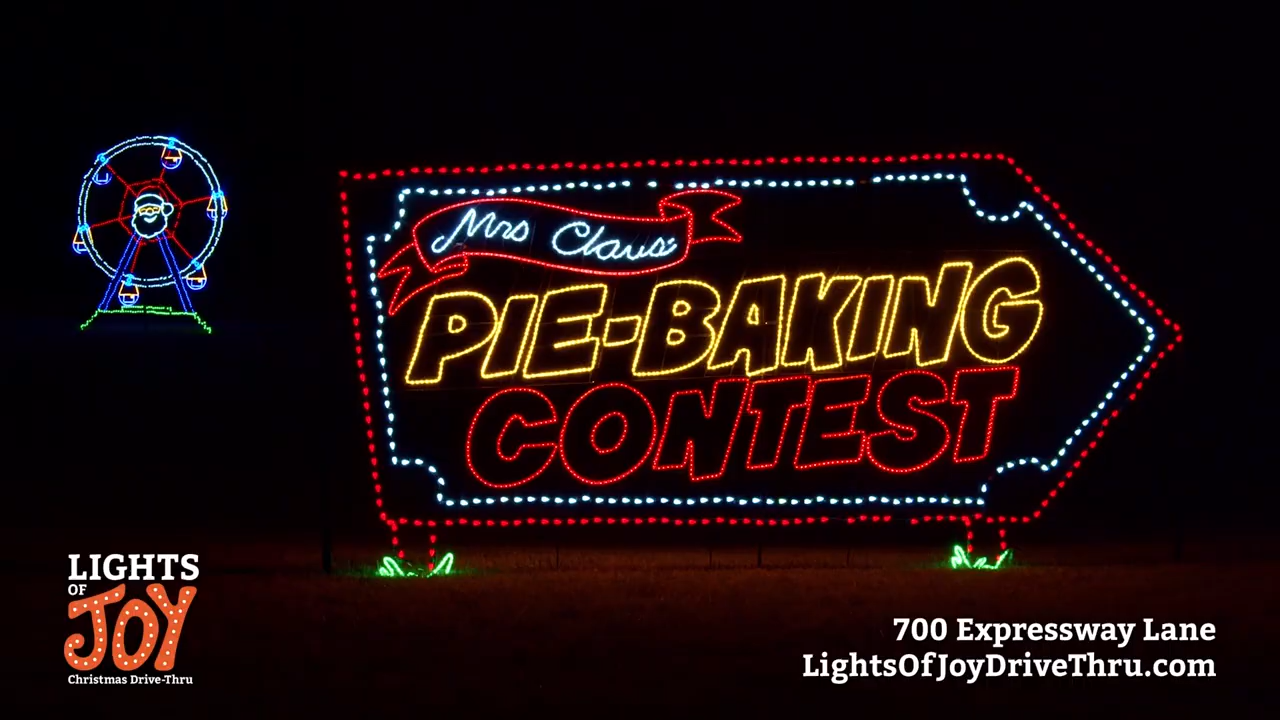 Mrs Claus'
PIE-BAKING
CONTEST
LIGHTS
OF
JOY
Christmas Drive-Thru
700 Expressway Lane
LightsOfJoyDriveThru.com